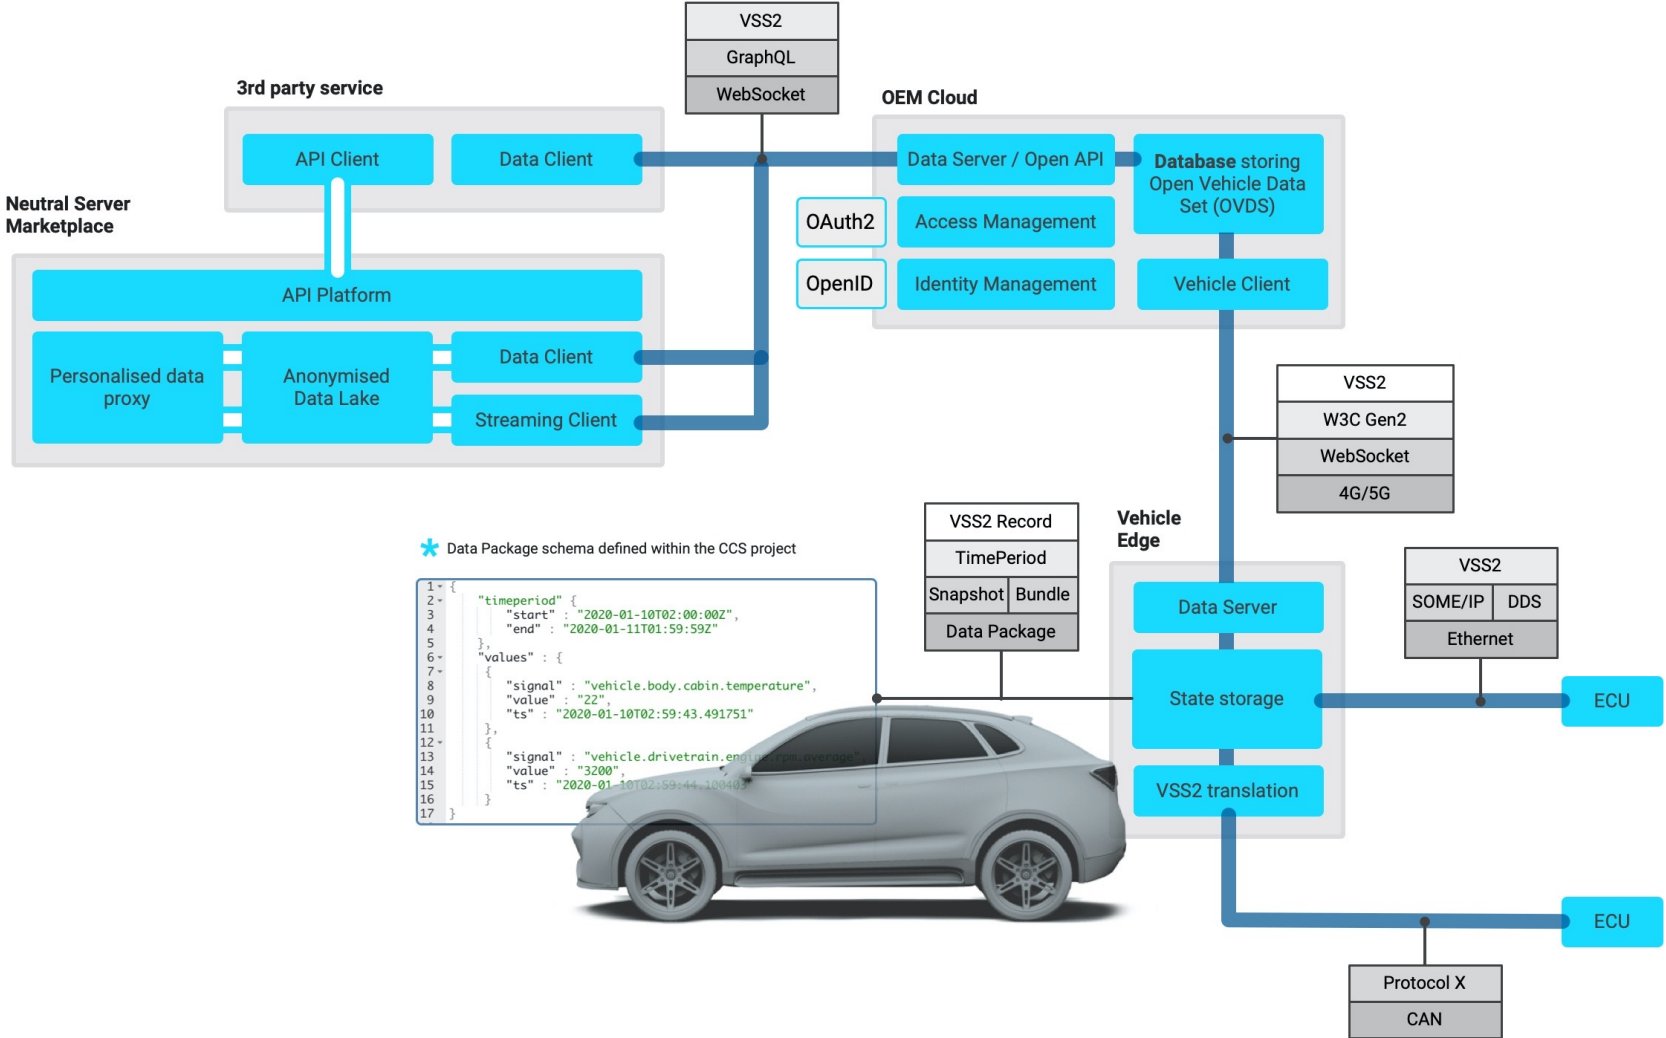 VSS2
GraphQL
WebSocket
3rd party service
API Client
Data Client
OEM Cloud
Data Server / Open API
Database storing
Open Vehicle Data
Set (OVDS)
OAuth2
Access Management
OpenID
Identity Management
Vehicle Client
Neutral Server
Marketplace
API Platform
Personalised data
proxy
Anonymised
Data Lake
Data Client
Streaming Client
VSS2
W3C Gen2
WebSocket
4G/5G
* Data Package schema defined within the CCS project
1 {
2 "timeperiod" {
3 "start" : "2020-01-10T02:00:00Z",
4 "end" : "2020-01-11T01:59:59Z"
5 },
6 "values" : {
7 {
8 "signal" : "vehicle.body.cabin.temperature",
9 "value" : "22",
10 "ts" : "2020-01-10T02:59:43.491751"
11 },
12 {
13 "signal" : "vehicle.drivetrain.engine.rpm.average",
14 "value" : "3200",
15 "ts" : "2020-01-10T02:59:44.100403
16 }
17 }
VSS2 Record
TimePeriod
Snapshot Bundle
Data Package
Vehicle
Edge
Data Server
State storage
VSS2 translation
VSS2
SOME/IP DDS
Ethernet
ECU
ECU
Protocol X
CAN